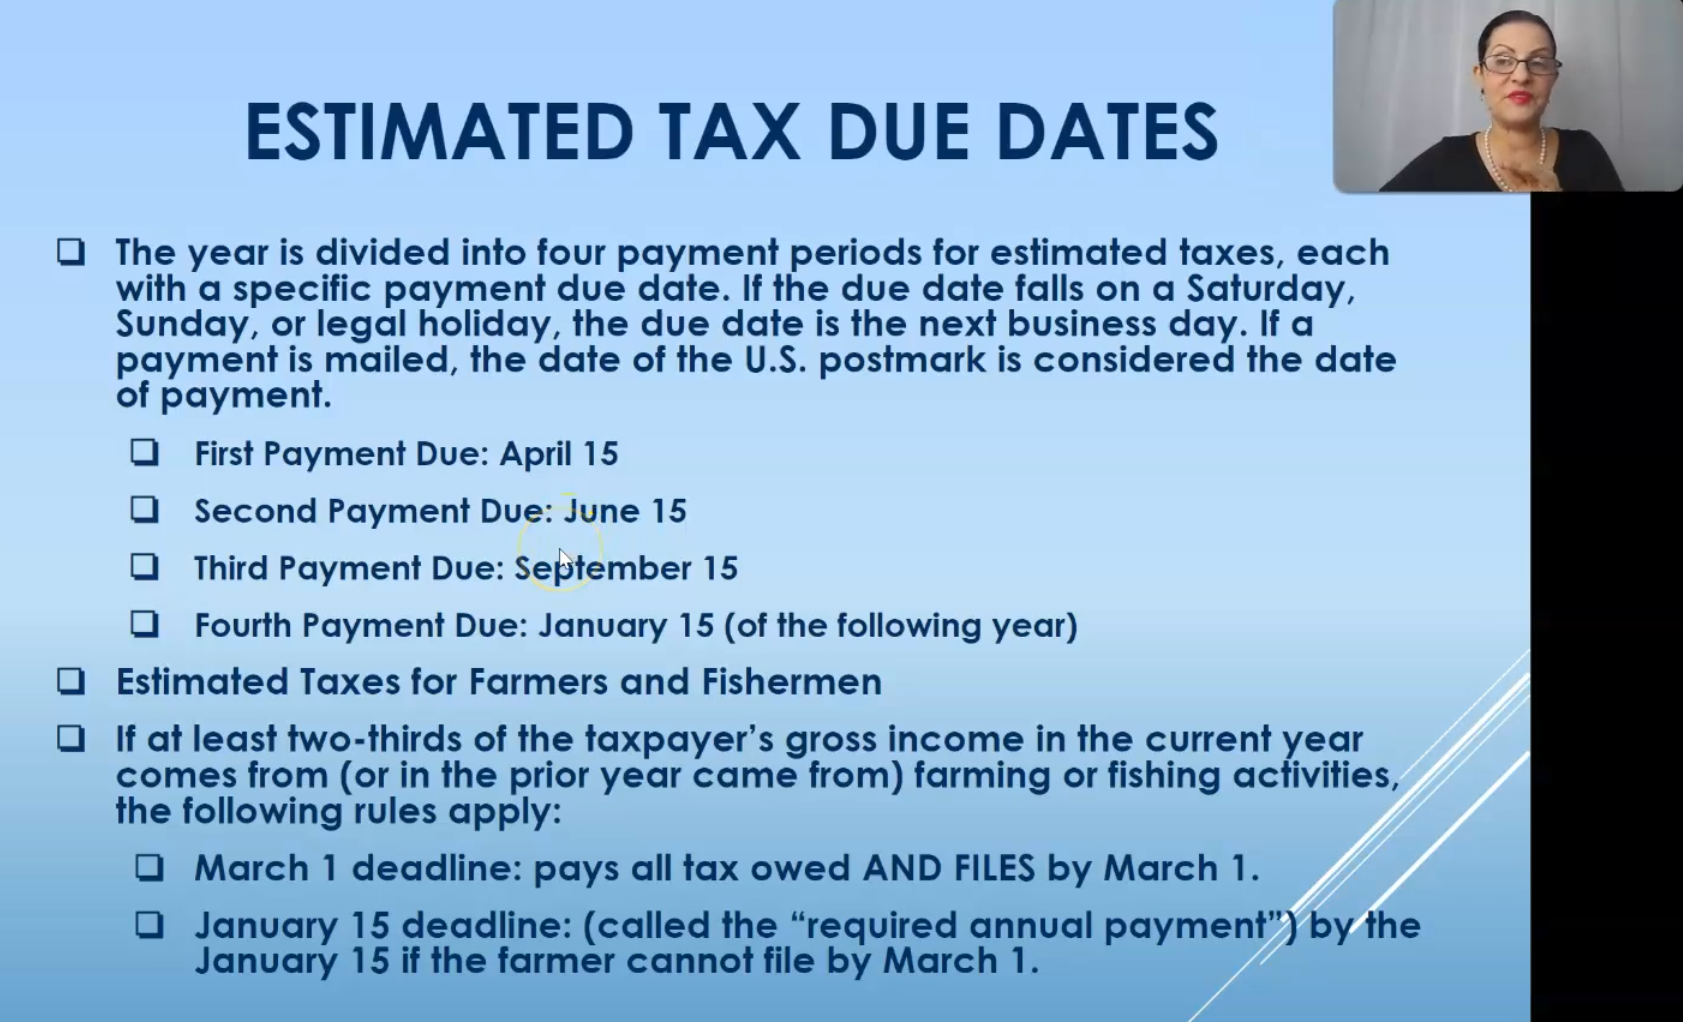 ESTIMATED TAX DUE DATES
The year is divided into four payment periods for estimated taxes, each
with a specific payment due date. If the due date falls on a Saturday,
Sunday, or legal holiday, the due date is the next business day. If a
payment is mailed, the date of the U.S. postmark is considered the date
of payment.
First Payment Due: April 15
Second Payment Due: June 15
Third Payment Due: September 15
Fourth Payment Due: January 15 (of the following year)
Estimated Taxes for Farmers and Fishermen
If at least two-thirds of the taxpayer’s gross income in the current year
comes from (or in the prior year came from) farming or fishing activities,
the following rules apply:
March 1 deadline: pays all tax owed AND FILES by March 1.
January 15 deadline: (called the “required annual payment”) by the
January 15 if the farmer cannot file by March 1.